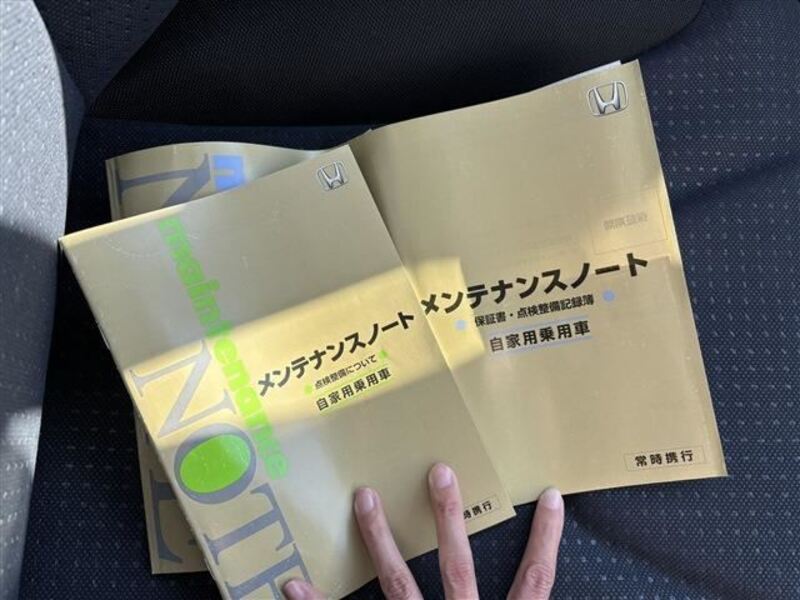 maintenance
NOTE
メンテナンスノート
点検整備について
自家用乗用車
時携行
メンテナンスノート
保証書・点検整備記録簿
自家用乗用車
常時携行